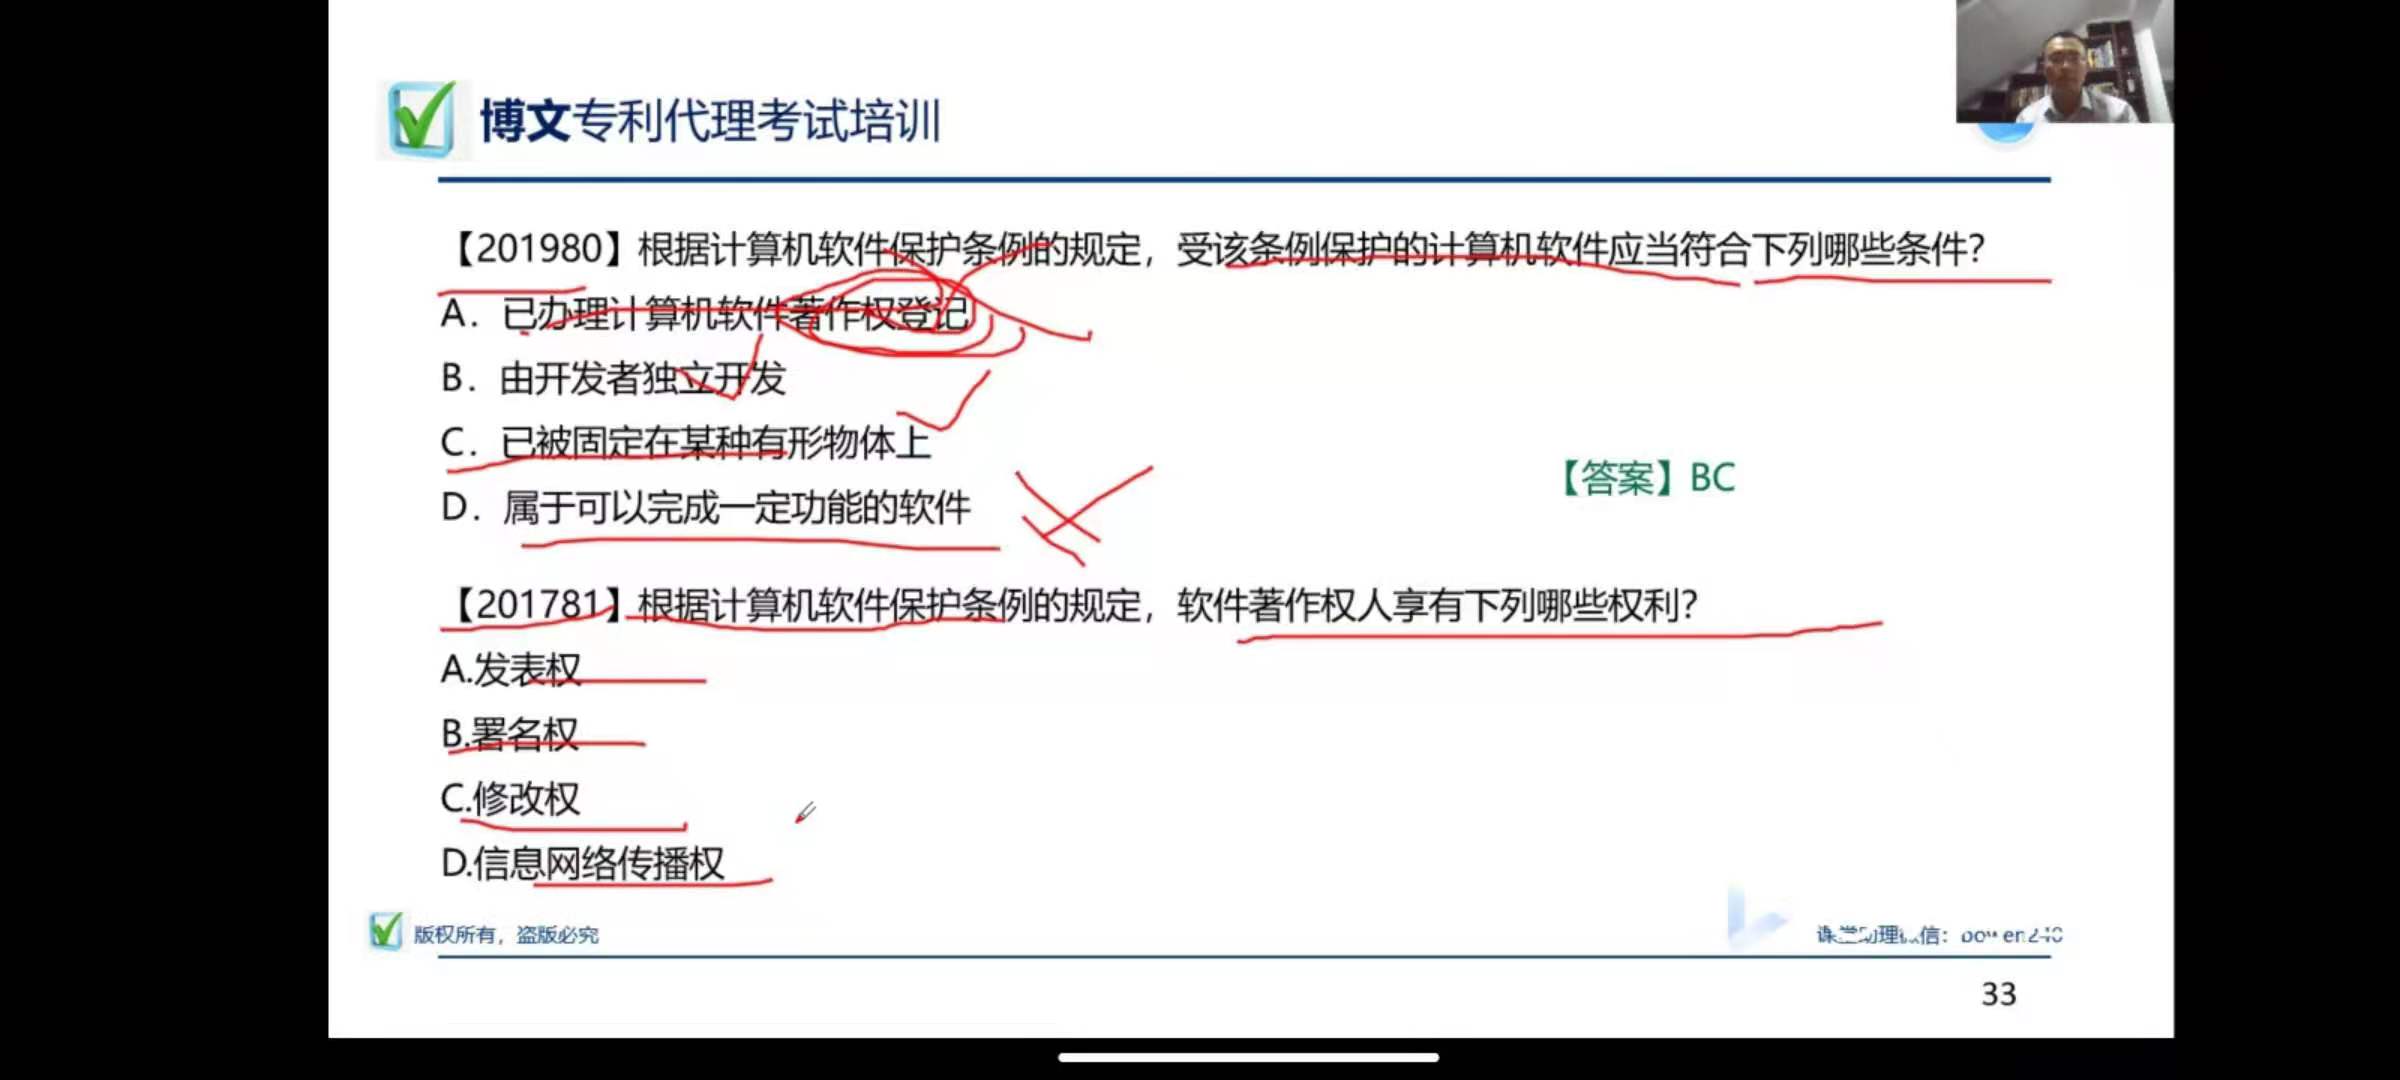 博文专利代理考试培训
【201980】根据计算机软件保护条例的规定，受该条例保护的计算机软件应当符合下列哪些条件？
A．已办理计算机软件著作权登记
B．由开发者独立开发
C．已被固定在某种有形物体上
D．属于可以完成一定功能的软件
【答案】BC
【201781】根据计算机软件保护条例的规定，软件著作权人享有下列哪些权利？
A.发表权
B.署名权
C.修改权
D.信息网络传播权
版权所有，盗版必究
33